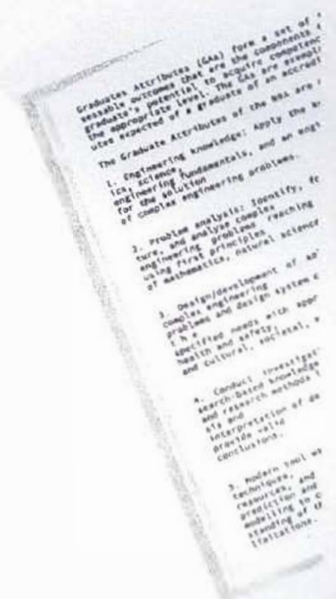 Graduates Attributes (GAs) form a set of
sessable outcomes that are the components
graduate's potential to acquire competenc
the appropriate level. The GAs are exempl
utes expected of a graduate of an accredi
The Graduate Attributes of the NBA are
1. Engineering knowledge: Apply the
ics, science,
engineering fundamentals, and an engi
for the solution
of complex engineering problems.
2. Problem analysis: Identify, fo
ture, and analyse complex
engineering problems reaching
using first principles
of mathematics, natural science
3. Design/development of so
complex engineering
problems and design system c
t h e
specified needs with appr
health and safety,
and cultural, societal,
4. Conduct investigat
search-based knowledge
and research methods
sis and
interpretation of da
provide valid
conclusions.
5. Modern tool
techniques,
resources, and
prediction and
modelling to c
standing of th
limitations.